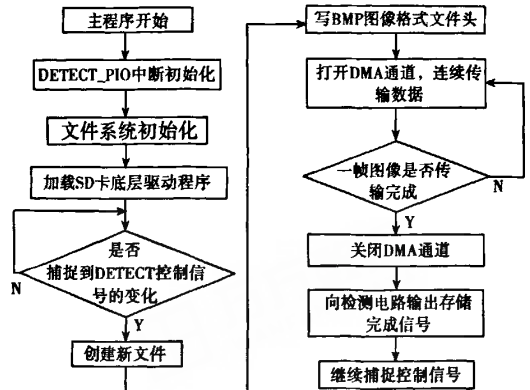 主程序开始
DETECT_PIO中断初始化
文件系统初始化
加载SD卡底层驱动程序
是否
捕捉到DETECT控制信
号的变化
N
Y
创建新文件
写BMP图像格式文件头
打开DMA通道，连续传
输数据
一帧图像是否传
输完成
N
Y
关闭DMA通道
向检测电路输出存储
完成信号
继续捕捉控制信号